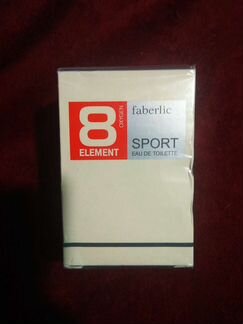 8
OXYGEN
ELEMENT
faberlic
SPORT
EAU DE TOILETTE